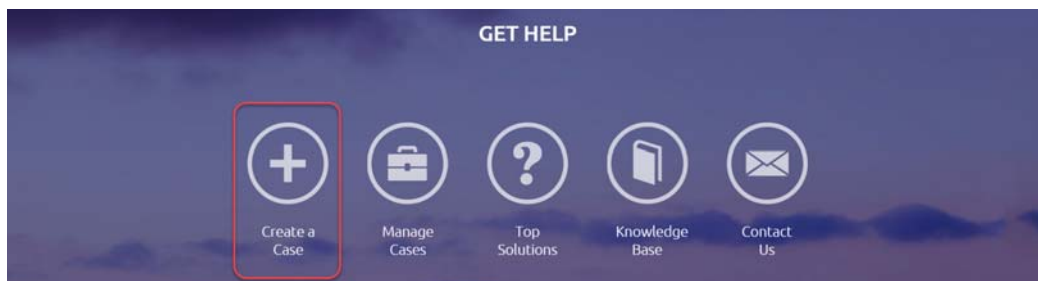 GET HELP
Create a
Case
Manage
Cases
Top
Solutions
Knowledge
Base
Contact
Us